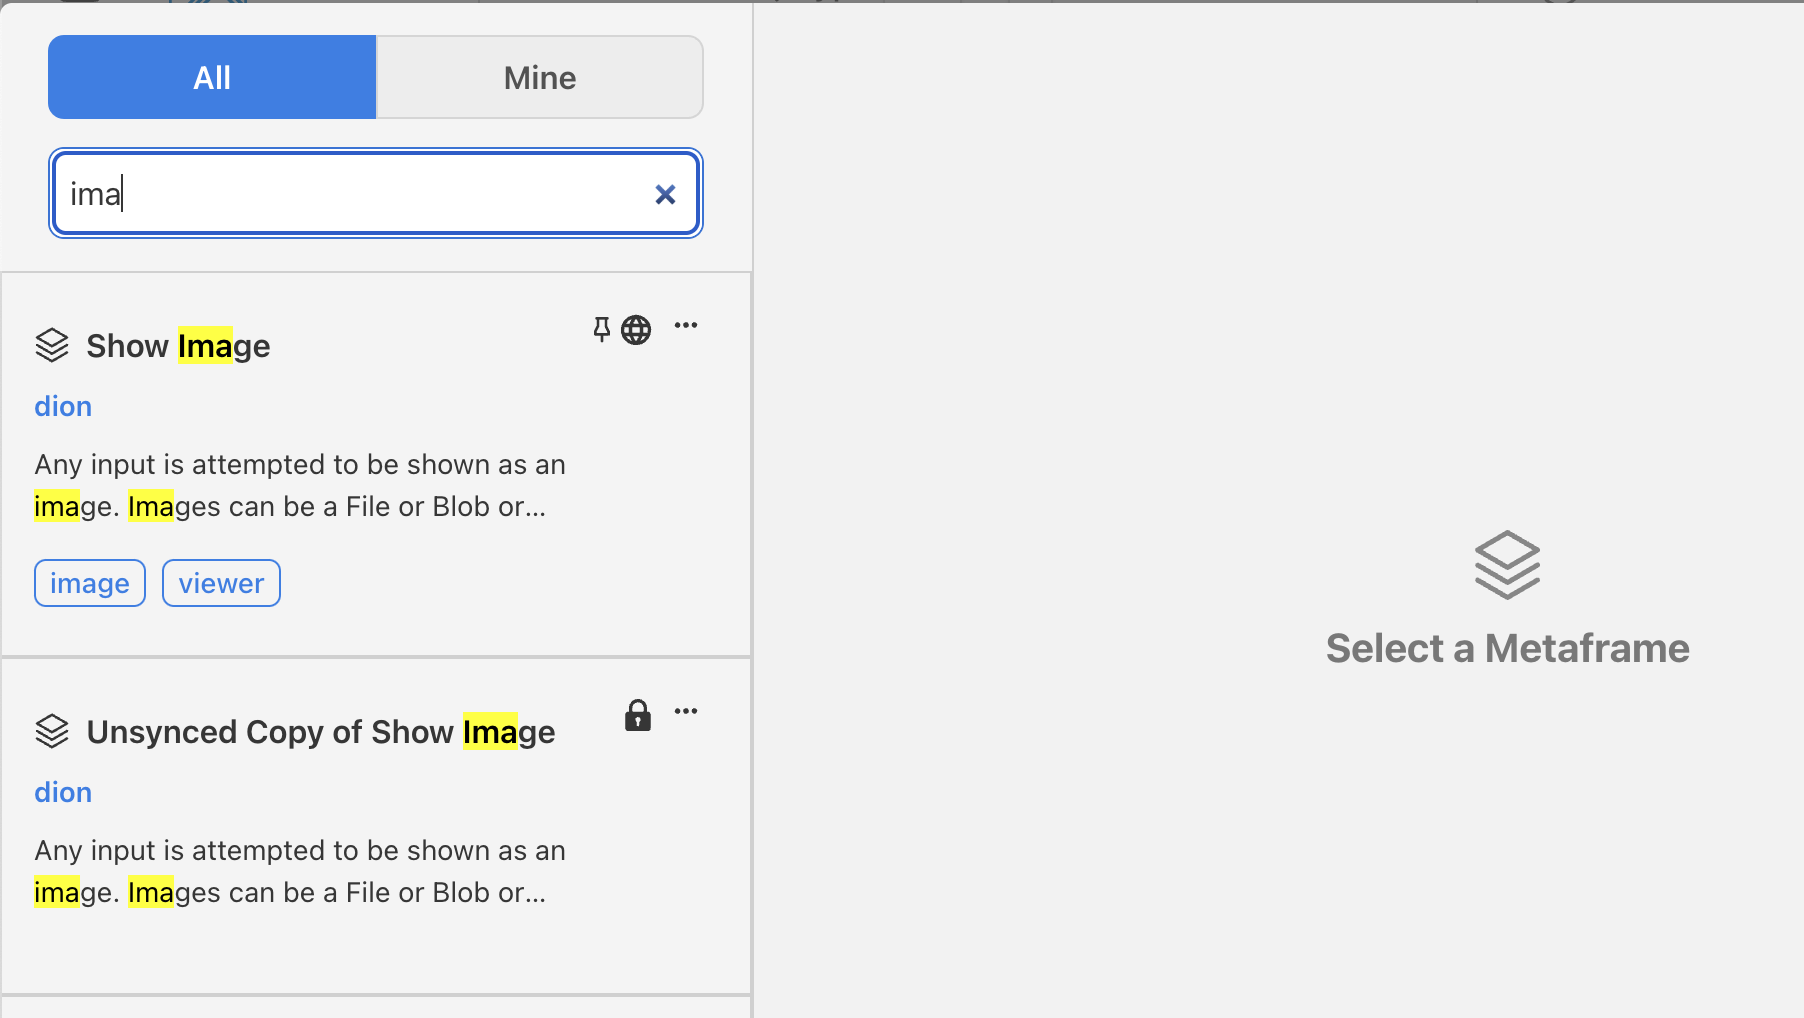 All
Mine
ima
Show Image
dion
Any input is attempted to be shown as an
image. Images can be a File or Blob or...
image
viewer
Unsynced Copy of Show Image
dion
Any input is attempted to be shown as an
image. Images can be a File or Blob or...
Select a Metaframe